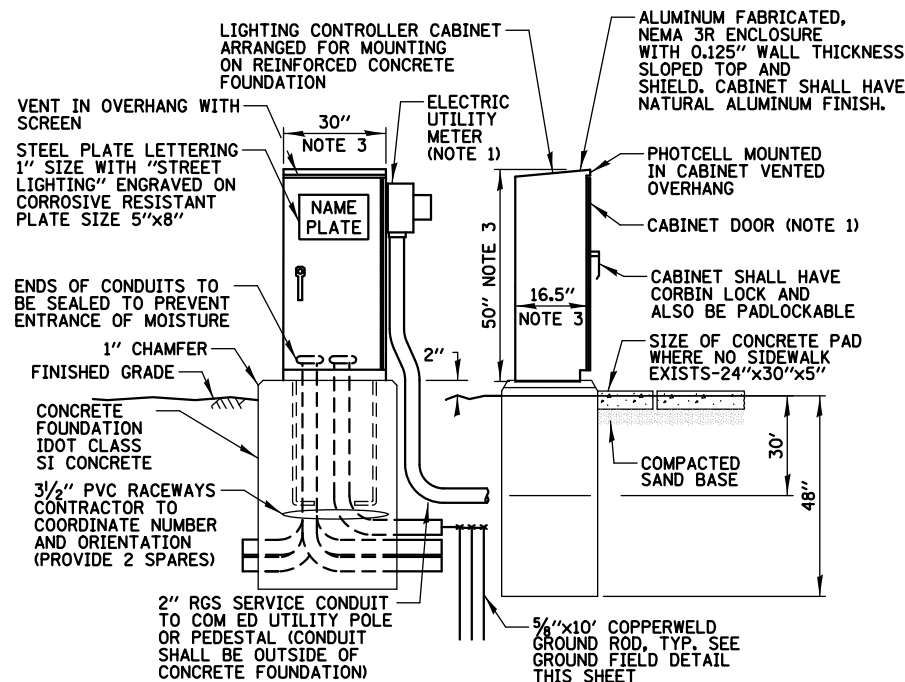 LIGHTING CONTROLLER CABINET
ARRANGED FOR MOUNTING
ON REINFORCED CONCRETE
FOUNDATION
ALUMINUM FABRICATED,
NEMA 3R ENCLOSURE
WITH 0.125" WALL THICKNESS
SLOPED TOP AND
SHIELD. CABINET SHALL HAVE
NATURAL ALUMINUM FINISH.
VENT IN OVERHANG WITH
SCREEN
30"
NOTE 3
ELECTRIC
UTILITY
METER
(NOTE 1)
STEEL PLATE LETTERING
1" SIZE WITH "STREET
LIGHTING" ENGRAVED ON
CORROSIVE RESISTANT
PLATE SIZE 5"x8"
NAME
PLATE
PHOTCELL MOUNTED
IN CABINET VENTED
OVERHANG
CABINET DOOR (NOTE 1)
50" NOTE 3
16.5"
NOTE 3
CABINET SHALL HAVE
CORBIN LOCK AND
ALSO BE PADLOCKABLE
ENDS OF CONDUITS TO
BE SEALED TO PREVENT
ENTRANCE OF MOISTURE
1" CHAMFER
2"
FINISHED GRADE
SIZE OF CONCRETE PAD
WHERE NO SIDEWALK
EXISTS-24"x30"x5"
CONCRETE
FOUNDATION
IDOT CLASS
SI CONCRETE
COMPACTED
SAND BASE
30'
48"
3½" PVC RACEWAYS
CONTRACTOR TO
COORDINATE NUMBER
AND ORIENTATION
(PROVIDE 2 SPARES)
2" RGS SERVICE CONDUIT
TO COM ED UTILITY POLE
OR PEDESTAL (CONDUIT
SHALL BE OUTSIDE OF
CONCRETE FOUNDATION)
⅝"x10' COPPERWELD
GROUND ROD, TYP. SEE
GROUND FIELD DETAIL
THIS SHEET